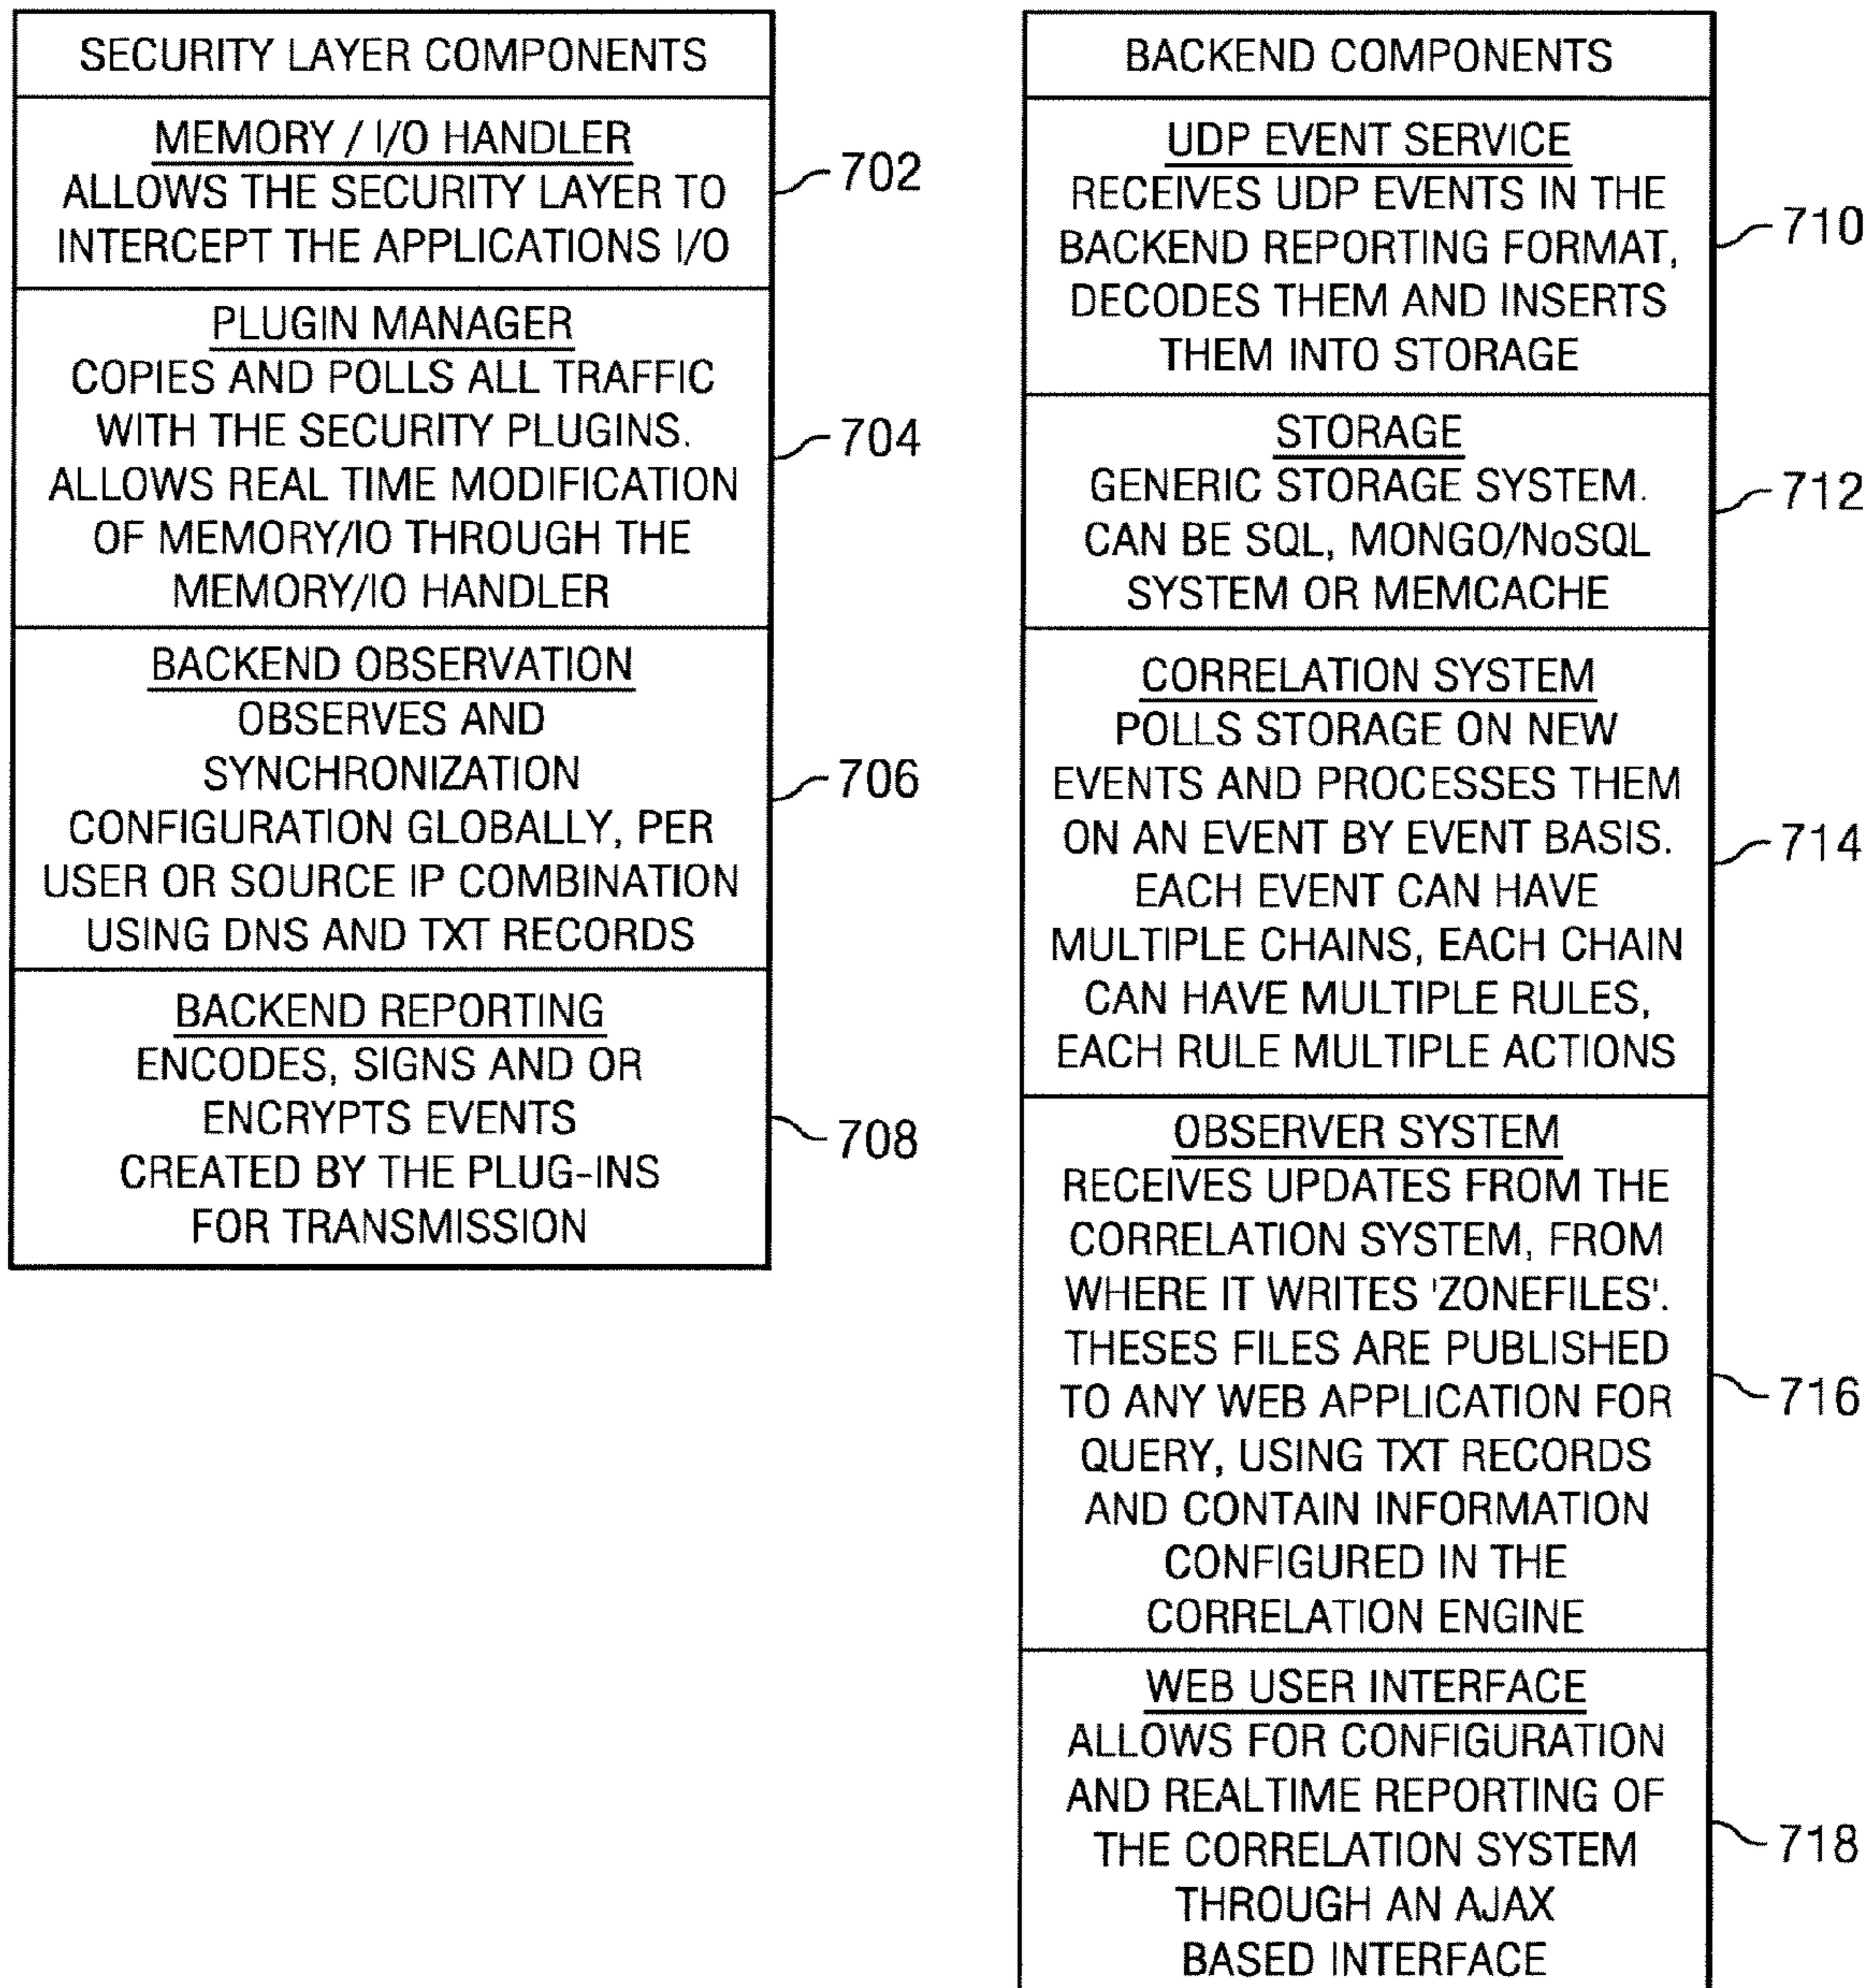 SECURITY LAYER COMPONENTS
MEMORY / I/O HANDLER
ALLOWS THE SECURITY LAYER TO
INTERCEPT THE APPLICATIONS I/O
702
PLUGIN MANAGER
COPIES AND POLLS ALL TRAFFIC
WITH THE SECURITY PLUGINS.
ALLOWS REAL TIME MODIFICATION
OF MEMORY/IO THROUGH THE
MEMORY/IO HANDLER
704
BACKEND OBSERVATION
OBSERVES AND
SYNCHRONIZATION
CONFIGURATION GLOBALLY, PER
USER OR SOURCE IP COMBINATION
USING DNS AND TXT RECORDS
706
BACKEND REPORTING
ENCODES, SIGNS AND OR
ENCRYPTS EVENTS
CREATED BY THE PLUG-INS
FOR TRANSMISSION
708
BACKEND COMPONENTS
UDP EVENT SERVICE
RECEIVES UDP EVENTS IN THE
BACKEND REPORTING FORMAT,
DECODES THEM AND INSERTS
THEM INTO STORAGE
710
STORAGE
GENERIC STORAGE SYSTEM.
CAN BE SQL, MONGO/NoSQL
SYSTEM OR MEMCACHE
712
CORRELATION SYSTEM
POLLS STORAGE ON NEW
EVENTS AND PROCESSES THEM
ON AN EVENT BY EVENT BASIS.
EACH EVENT CAN HAVE
MULTIPLE CHAINS, EACH CHAIN
CAN HAVE MULTIPLE RULES,
EACH RULE MULTIPLE ACTIONS
714
OBSERVER SYSTEM
RECEIVES UPDATES FROM THE
CORRELATION SYSTEM, FROM
WHERE IT WRITES 'ZONEFILES'.
THESES FILES ARE PUBLISHED
TO ANY WEB APPLICATION FOR
QUERY, USING TXT RECORDS
AND CONTAIN INFORMATION
CONFIGURED IN THE
CORRELATION ENGINE
716
WEB USER INTERFACE
ALLOWS FOR CONFIGURATION
AND REALTIME REPORTING OF
THE CORRELATION SYSTEM
THROUGH AN AJAX
BASED INTERFACE
718